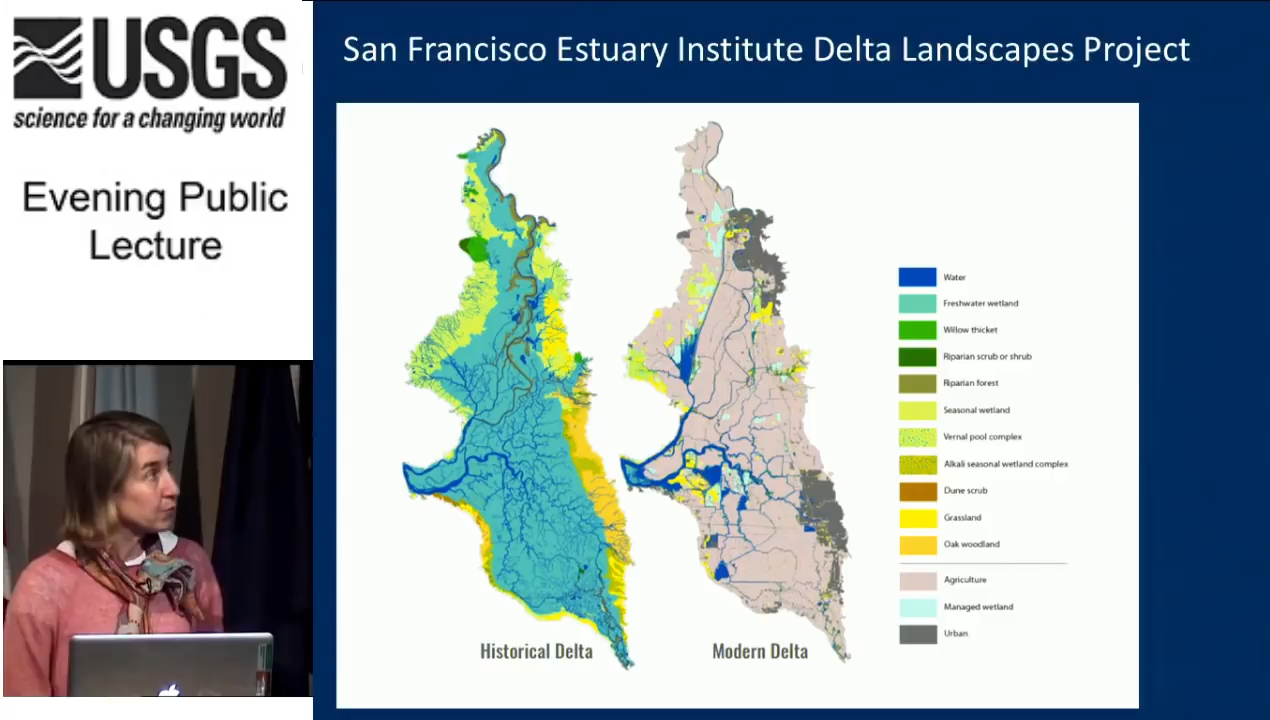 USGS
science for a changing world
Evening Public
Lecture
San Francisco Estuary Institute Delta Landscapes Project
Water
Freshwater wetland
Willow thicket
Riparian scrub or shrub
Riparian forest
Seasonal wetland
Vernal pool complex
Alkali seasonal wetland complex
Dune scrub
Grassland
Oak woodland
Agriculture
Managed wetland
Urban
Historical Delta
Modern Delta